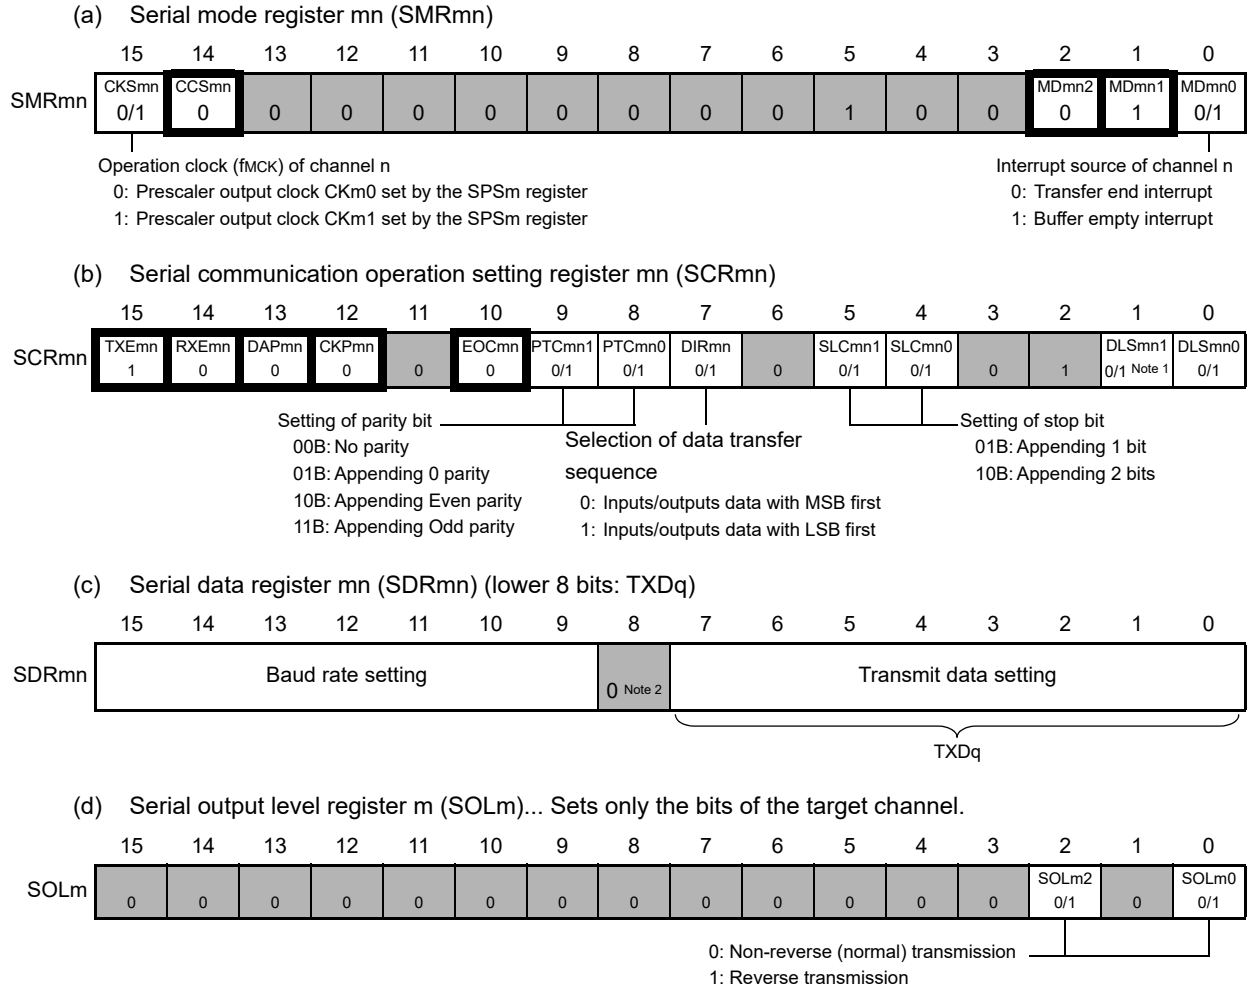 (a) Serial mode register mn (SMRmn)
15 14 13 12 11 10 9 8 7 6 5 4 3 2 1 0
CKSmn CCSmn MDmn2 MDmn1 MDmn0
SMRmn 0/1 0 0 0 0 0 0 0 0 0 1 0 0 0 1 0/1
Operation clock (fMCK) of channel n
0: Prescaler output clock CKm0 set by the SPSm register
1: Prescaler output clock CKm1 set by the SPSm register
Interrupt source of channel n
0: Transfer end interrupt
1: Buffer empty interrupt
(b) Serial communication operation setting register mn (SCRmn)
15 14 13 12 11 10 9 8 7 6 5 4 3 2 1 0
TXEmn RXEmn DAPmn CKPmn EOCmn PTCmn1 PTCmn0 DIRmn SLCmn1 SLCmn0 DLSmn1 DLSmn0
SCRmn 1 0 0 0 0 0 0/1 0/1 0/1 0 0/1 0/1 0 1 0/1 Note 1 0/1
Setting of parity bit
00B: No parity
01B: Appending 0 parity
10B: Appending Even parity
11B: Appending Odd parity
Selection of data transfer
sequence
0: Inputs/outputs data with MSB first
1: Inputs/outputs data with LSB first
Setting of stop bit
01B: Appending 1 bit
10B: Appending 2 bits
(c) Serial data register mn (SDRmn) (lower 8 bits: TXDq)
15 14 13 12 11 10 9 8 7 6 5 4 3 2 1 0
SDRmn Baud rate setting 0 Note 2 Transmit data setting
TXDq
(d) Serial output level register m (SOLm)... Sets only the bits of the target channel.
15 14 13 12 11 10 9 8 7 6 5 4 3 2 1 0
SOLm2 SOLm0
SOLm 0 0 0 0 0 0 0 0 0 0 0 0 0 0/1 0 0/1
0: Non-reverse (normal) transmission
1: Reverse transmission